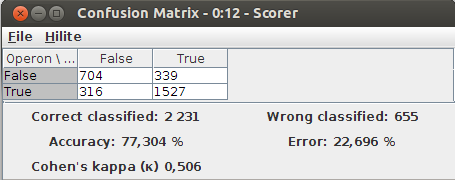 Confusion Matrix - 0:12 - Scorer
File Hilite
Operon \ ... False True
False 704 339
True 316 1527
Correct classified: 2 231 Wrong classified: 655
Accuracy: 77,304 % Error: 22,696 %
Cohen's kappa (κ) 0,506